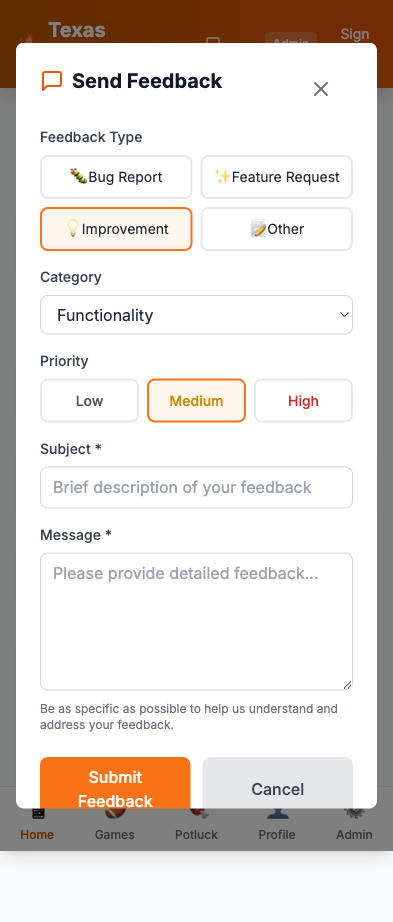 Texas
Sign
Admin
Send Feedback
Feedback Type
Bug Report
Feature Request
Improvement
Other
Category
Functionality
Priority
Low
Medium
High
Subject *
Brief description of your feedback
Message *
Please provide detailed feedback...
Be as specific as possible to help us understand and
address your feedback.
Submit
Feedback
Cancel
Home
Games
Potluck
Profile
Admin